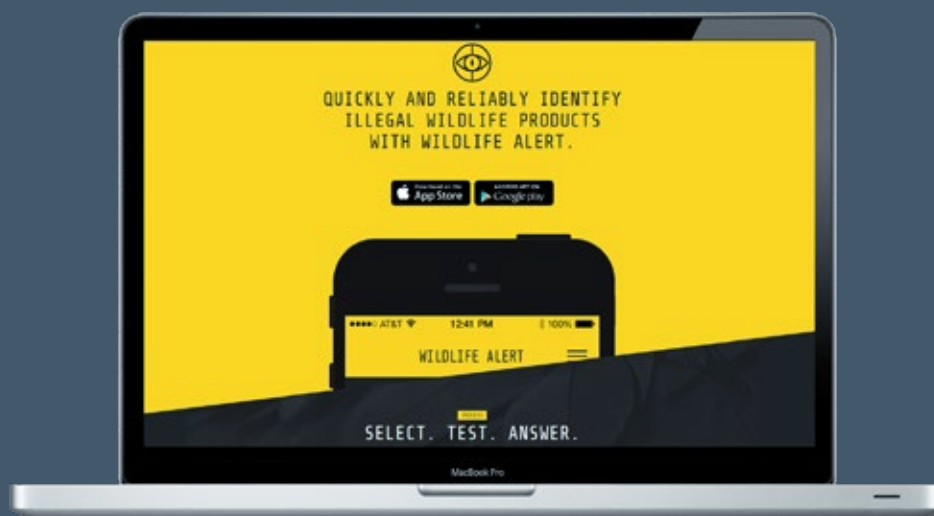 QUICKLY AND RELIABLY IDENTIFY
ILLEGAL WILDLIFE PRODUCTS
WITH WILDLIFE ALERT.
App Store
Google play
AT&T 12:41 PM 100%
WILDLIFE ALERT
SELECT. TEST. ANSWER.
MacBook Pro